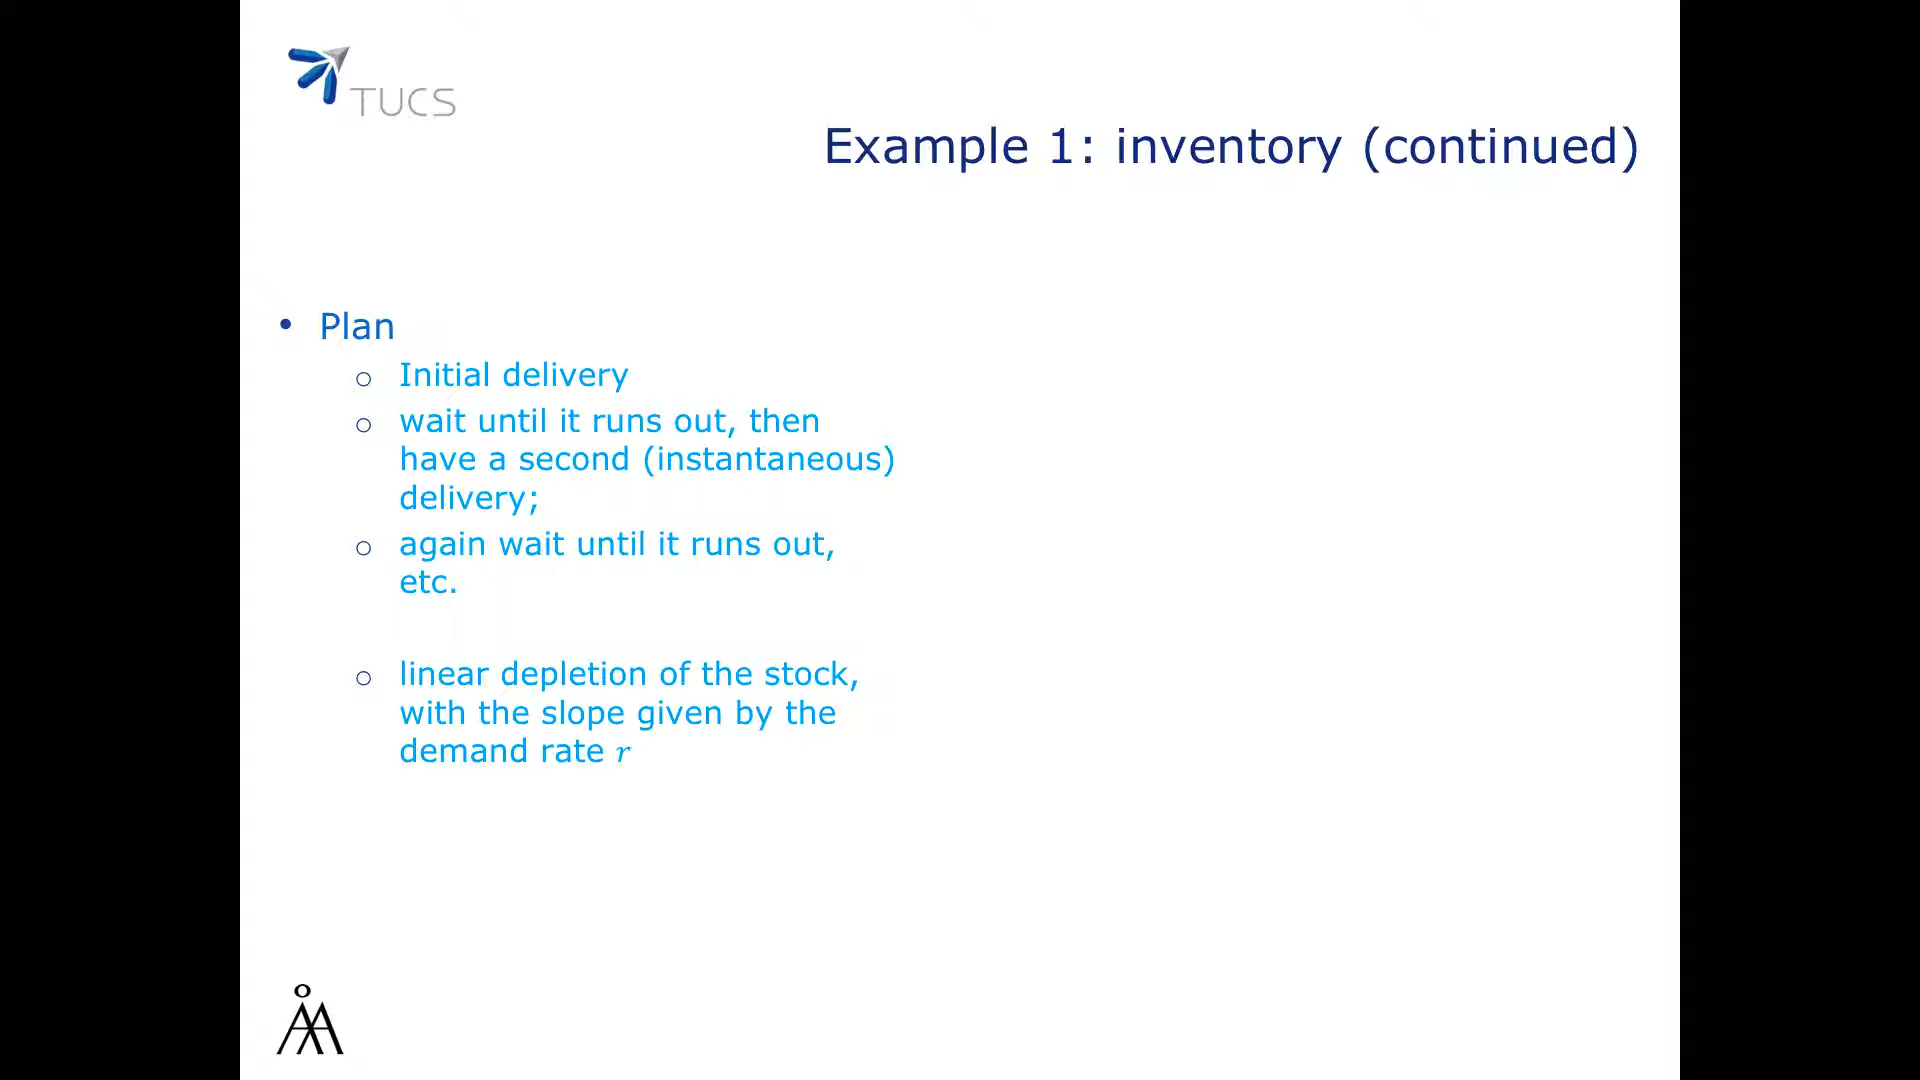 TUCS
Example 1: inventory (continued)
• Plan
o Initial delivery
o wait until it runs out, then
have a second (instantaneous)
delivery;
o again wait until it runs out,
etc.
o linear depletion of the stock,
with the slope given by the
demand rate r